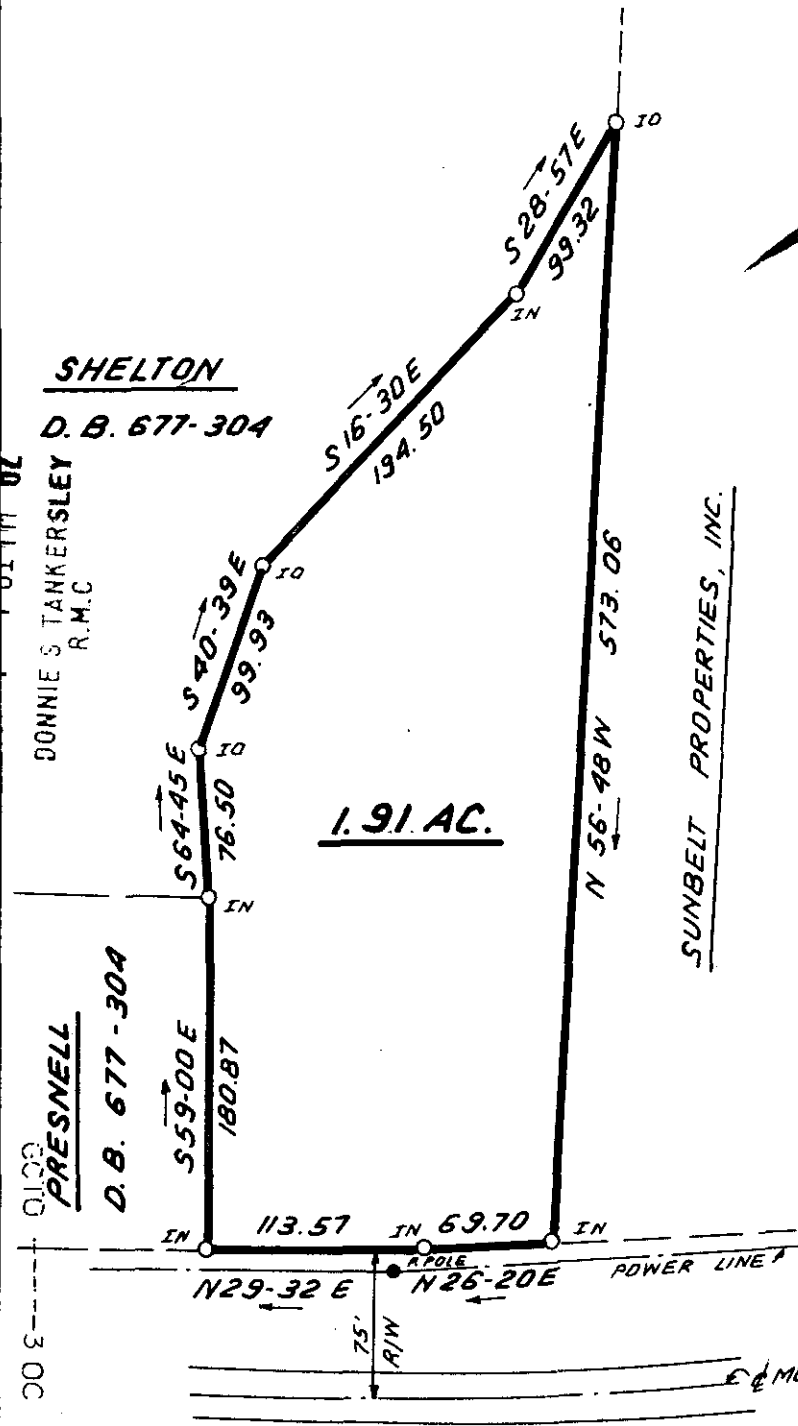 IO
S 28-57 E
99.32
IN
SHELTON
D. B. 677-304
S 16-30 E
194.50
DONNIE S TANKERSLEY
R.M.C
IO
S 40-39 E
99.93
IO
S 64-45 E
76.50
IN
1.91 AC.
N 56-48 W 573.06
SUNBELT PROPERTIES, INC.
PRESNELL
D.B. 677-304
S 59-00 E
180.87
IN
113.57
IN
69.70
IN
P.POLE
N 29-32 E
N 26-20 E
POWER LINE
75'
R/W